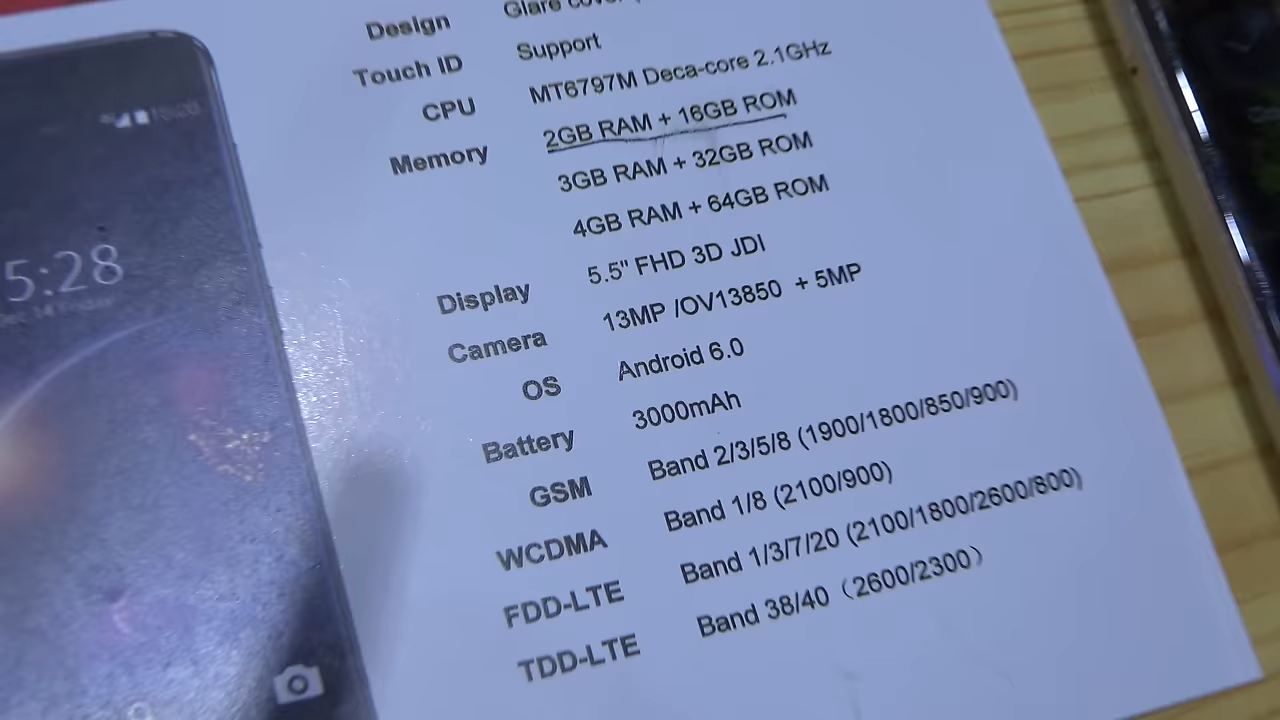 Design Glare
Touch ID Support
CPU MT6797M Deca-core 2.1GHz
Memory 2GB RAM + 16GB ROM
3GB RAM + 32GB ROM
4GB RAM + 64GB ROM
Display 5.5" FHD 3D JDI
Camera 13MP /OV13850 + 5MP
OS Android 6.0
Battery 3000mAh
GSM Band 2/3/5/8 (1900/1800/850/900)
WCDMA Band 1/8 (2100/900)
FDD-LTE Band 1/3/7/20 (2100/1800/2600/800)
TDD-LTE Band 38/40（2600/2300）
5:28